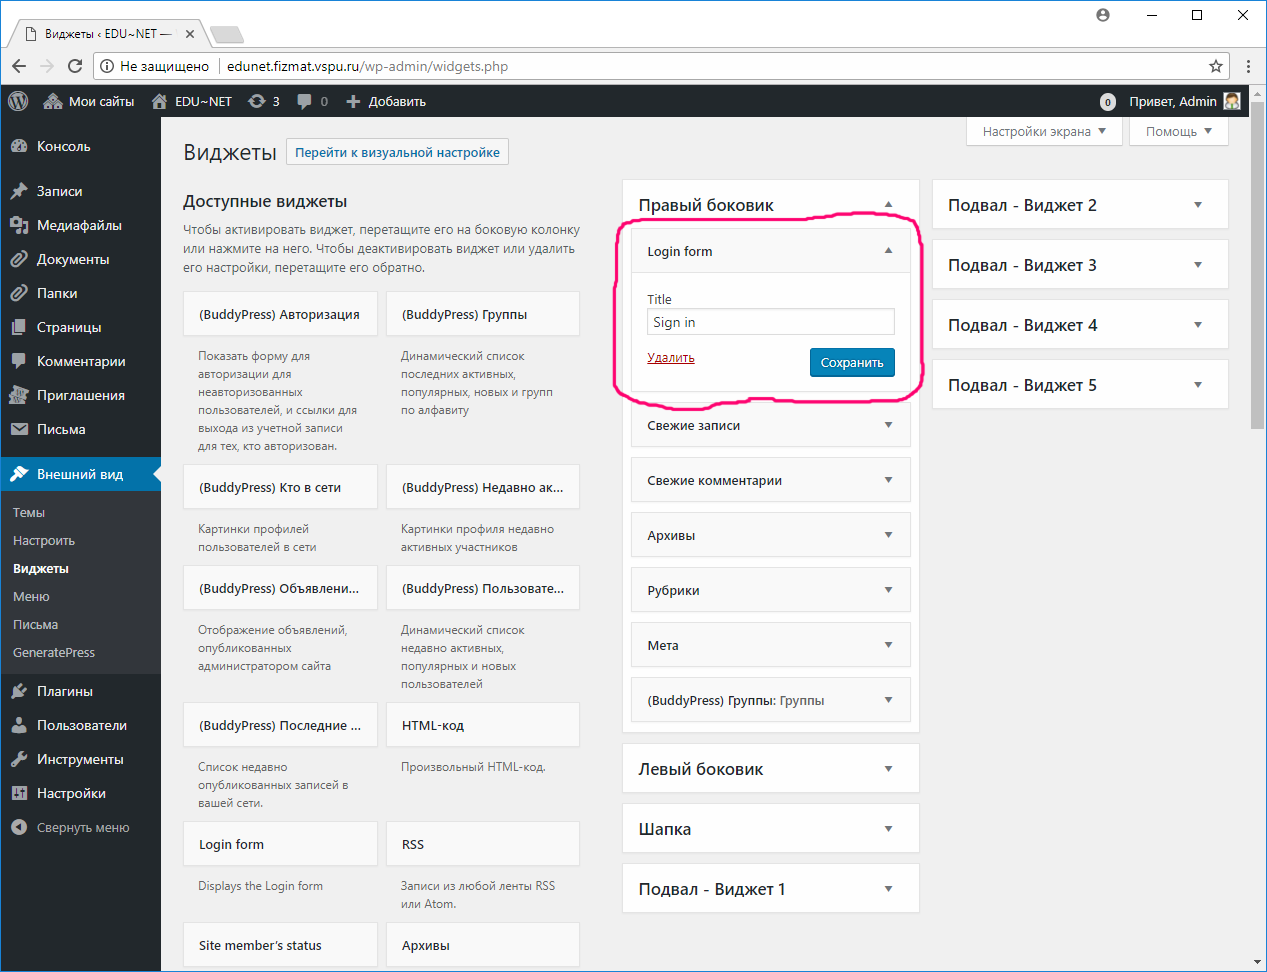 Виджеты ‹ EDU~NET —
Не защищено
edunet.fizmat.vspu.ru/wp-admin/widgets.php
Мои сайты
EDU~NET
3
0
Добавить
0
Привет, Admin
Консоль
Записи
Медиафайлы
Документы
Папки
Страницы
Комментарии
Приглашения
Письма
Внешний вид
Темы
Настроить
Виджеты
Меню
Письма
GeneratePress
Плагины
Пользователи
Инструменты
Настройки
Свернуть меню
Настройки экрана
Помощь
Виджеты
Перейти к визуальной настройке
Доступные виджеты
Чтобы активировать виджет, перетащите его на боковую колонку
или нажмите на него. Чтобы деактивировать виджет или удалить
его настройки, перетащите его обратно.
(BuddyPress) Авторизация
Показать форму для
авторизации для
неавторизованных
пользователей, и ссылки для
выхода из учетной записи
для тех, кто авторизован.
(BuddyPress) Группы
Динамический список
последних активных,
популярных, новых и групп
по алфавиту
(BuddyPress) Кто в сети
Картинки профилей
пользователей в сети
(BuddyPress) Недавно ак...
Картинки профиля недавно
активных участников
(BuddyPress) Объявлени...
Отображение объявлений,
опубликованных
администратором сайта
(BuddyPress) Пользовате...
Динамический список
недавно активных,
популярных и новых
пользователей
(BuddyPress) Последние ...
Список недавно
опубликованных записей в
вашей сети.
HTML-код
Произвольный HTML-код.
Login form
Displays the Login form
RSS
Записи из любой ленты RSS
или Atom.
Site member's status
Архивы
Правый боковик
Login form
Title
Sign in
Удалить
Сохранить
Свежие записи
Свежие комментарии
Архивы
Рубрики
Мета
(BuddyPress) Группы: Группы
Левый боковик
Шапка
Подвал - Виджет 1
Подвал - Виджет 2
Подвал - Виджет 3
Подвал - Виджет 4
Подвал - Виджет 5